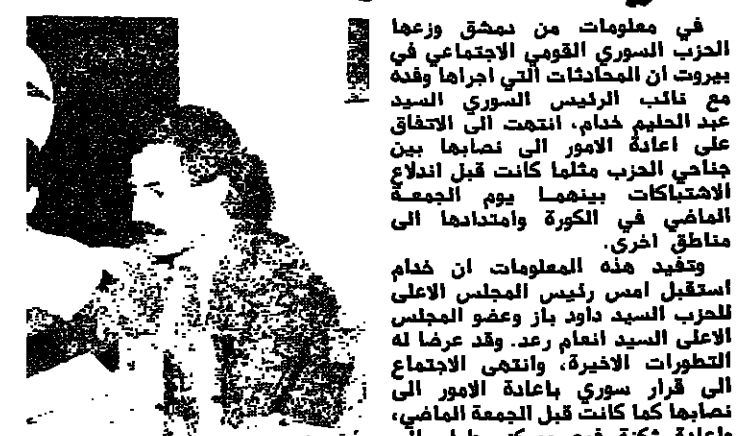 في معلومات من دمشق وزعها
الحزب السوري القومي الاجتماعي في
بيروت ان المحادثات التي اجراها وفده
مع نائب الرئيس السوري السيد
عبد الحليم خدام، انتهت الى الاتفاق
على اعادة الامور الى نصابها بين
جناحي الحزب مثلما كانت قبل اندلاع
الاشتباكات بينهمـا يوم الجمعـة
الماضي في الكورة وامتدادها الى
مناطق اخرى.
وتفيد هذه المعلومات ان خدام
استقبل امس رئيس المجلس الاعلى
للحزب السيد داود باز وعضو المجلس
الاعلى السيد انعام رعد. وقد عرضا له
التطورات الاخيرة، وانتهى الاجتماع
الى قرار سوري باعادة الامور الى
نصابها كما كانت قبل الجمعة الماضي،
واعادة ثكنة